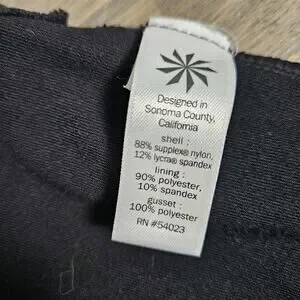 Designed in
Sonoma County,
California
shell :
88% supplex® nylon,
12% lycra® spandex
lining :
90% polyester,
10% spandex
gusset :
100% polyester
RN #54023